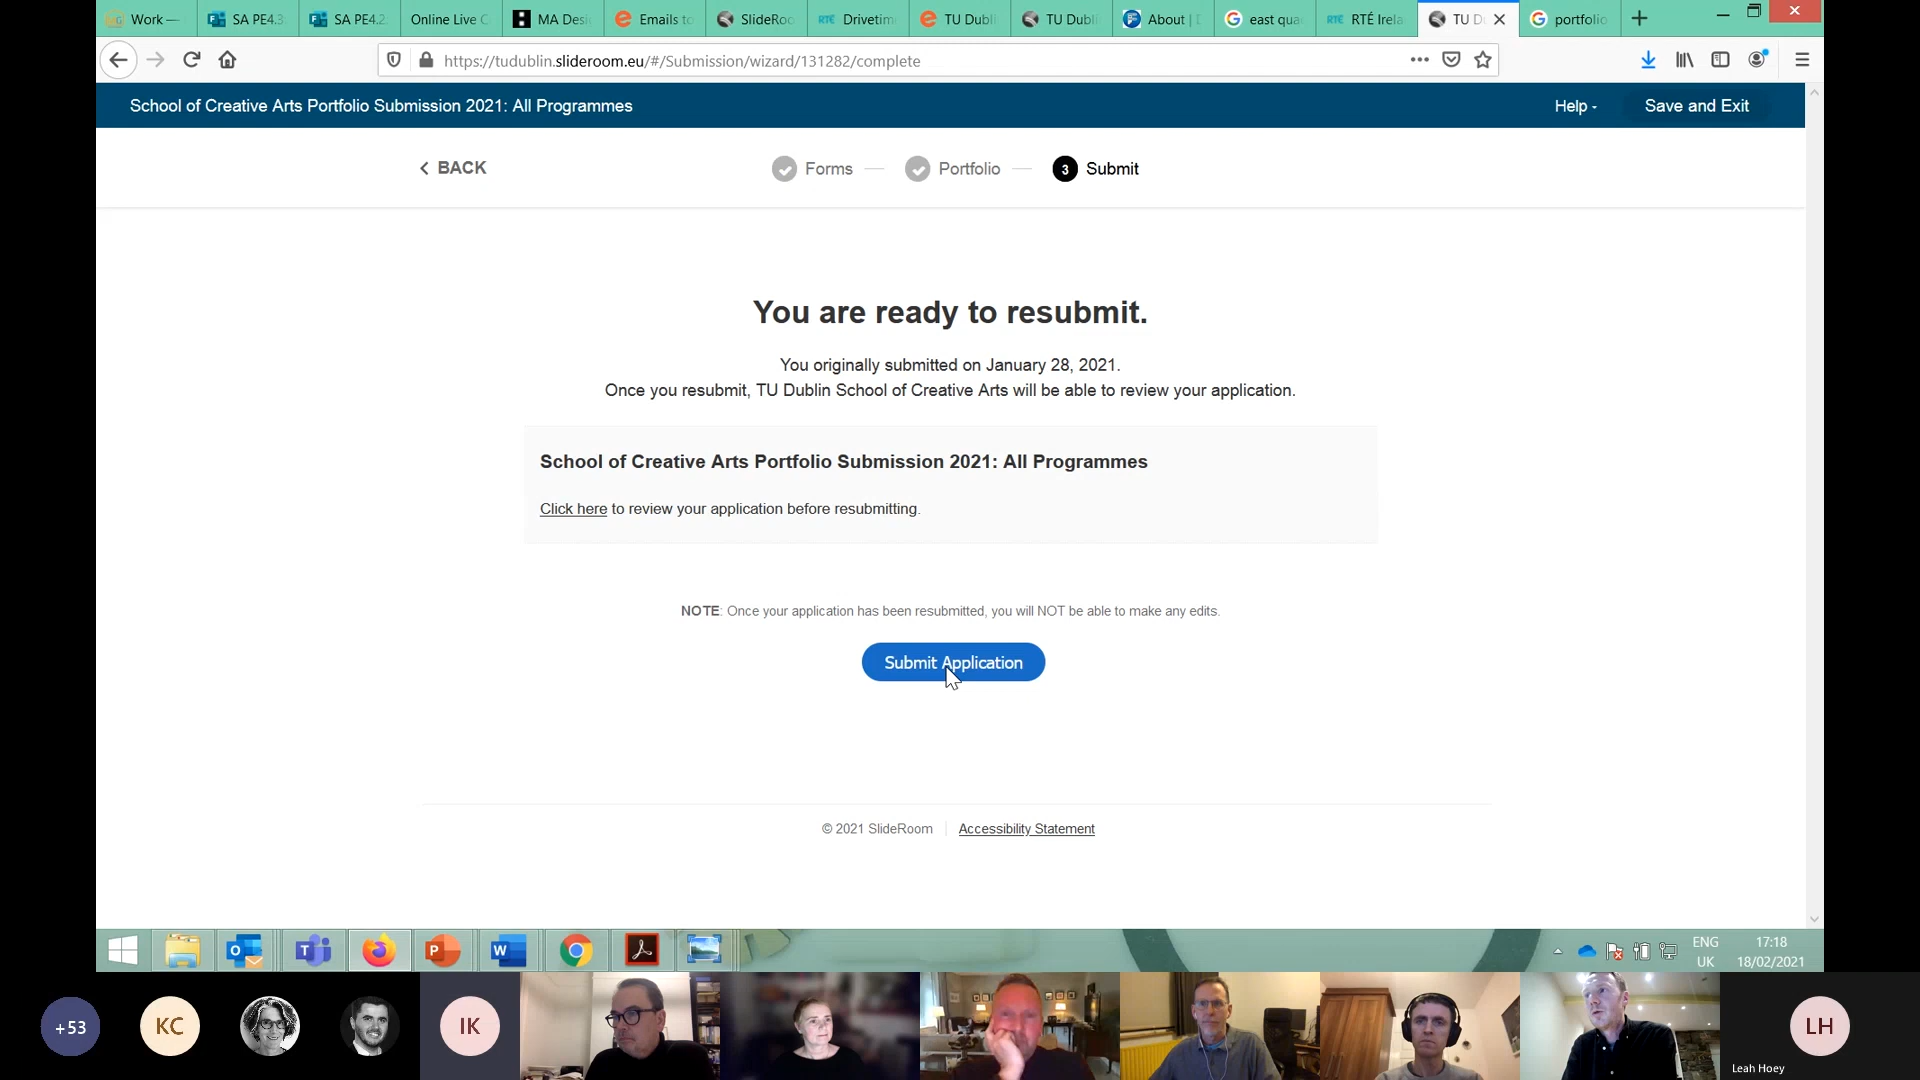 Work —
SA PE4.3
SA PE4.2
Online Live C
MA Desi
Emails to
SlideRoo
RTÉ Drivetim
TU Dubli
TU Dubli
About |
east qua
RTÉ RTÉ Irela
TU D
portfolio
https://tudublin.slideroom.eu/#/Submission/wizard/131282/complete
School of Creative Arts Portfolio Submission 2021: All Programmes
Help
Save and Exit
BACK
Forms
Portfolio
3 Submit
You are ready to resubmit.
You originally submitted on January 28, 2021.
Once you resubmit, TU Dublin School of Creative Arts will be able to review your application.
School of Creative Arts Portfolio Submission 2021: All Programmes
Click here to review your application before resubmitting.
NOTE: Once your application has been resubmitted, you will NOT be able to make any edits.
Submit Application
© 2021 SlideRoom
Accessibility Statement
ENG
UK
17:18
18/02/2021
+53
KC
IK
LH
Leah Hoey